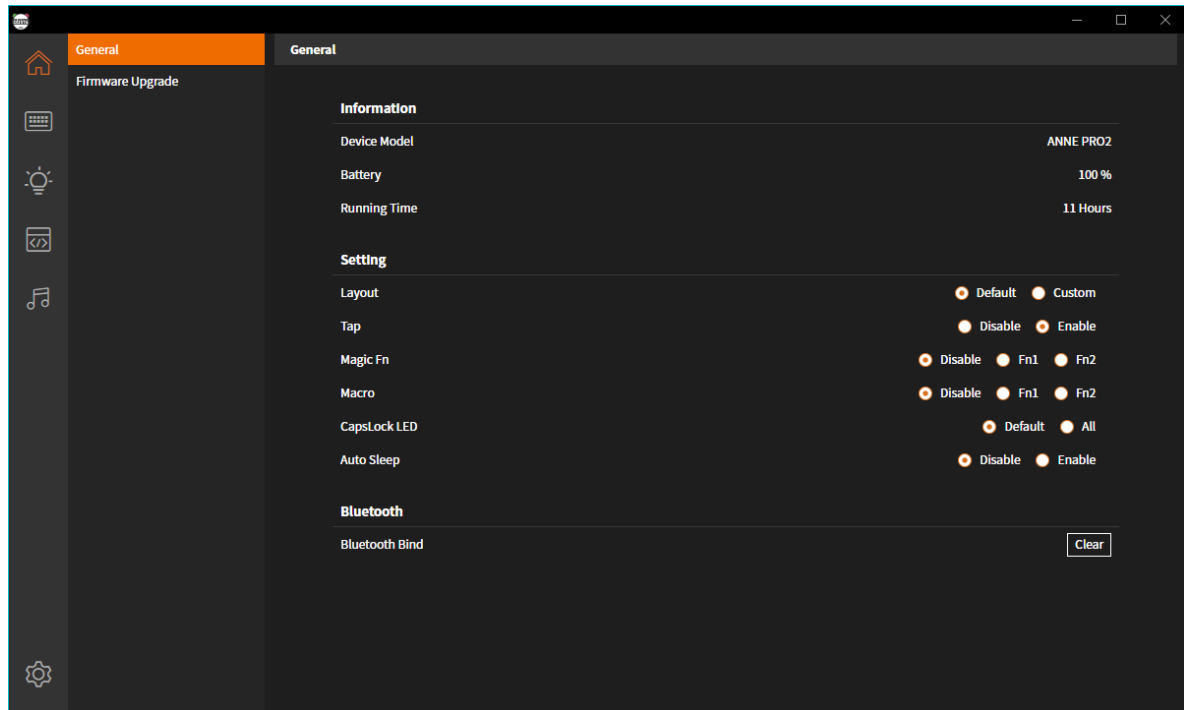 General
Firmware Upgrade
General
Information
Device Model ANNE PRO2
Battery 100 %
Running Time 11 Hours
Setting
Layout Default Custom
Tap Disable Enable
Magic Fn Disable Fn1 Fn2
Macro Disable Fn1 Fn2
CapsLock LED Default All
Auto Sleep Disable Enable
Bluetooth
Bluetooth Bind Clear